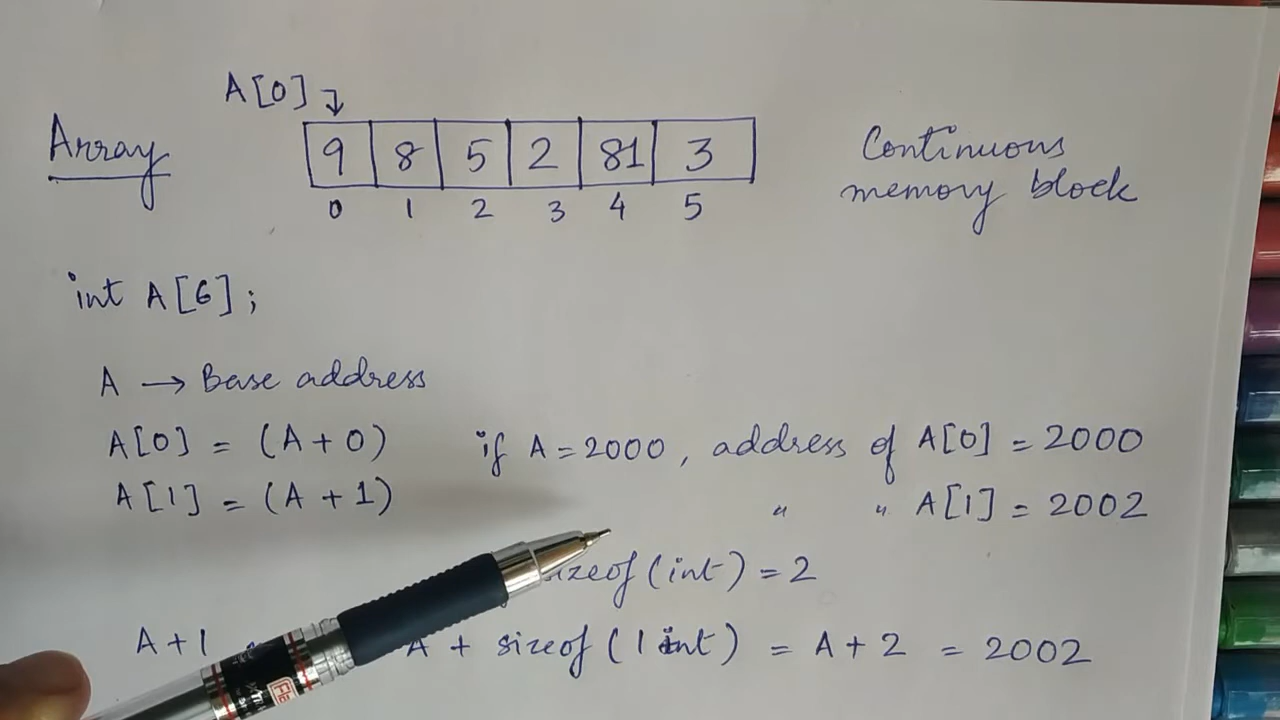 A[0]
Array
9 8 5 2 81 3
0 1 2 3 4 5
Continuous
memory block
int A[6];
A → Base address
A[0] = (A+0)
A[1] = (A+1)
if A = 2000, address of A[0] = 2000
" " A[1] = 2002
(int) = 2
A+1 A + sizeof (1 int) = A+2 = 2002